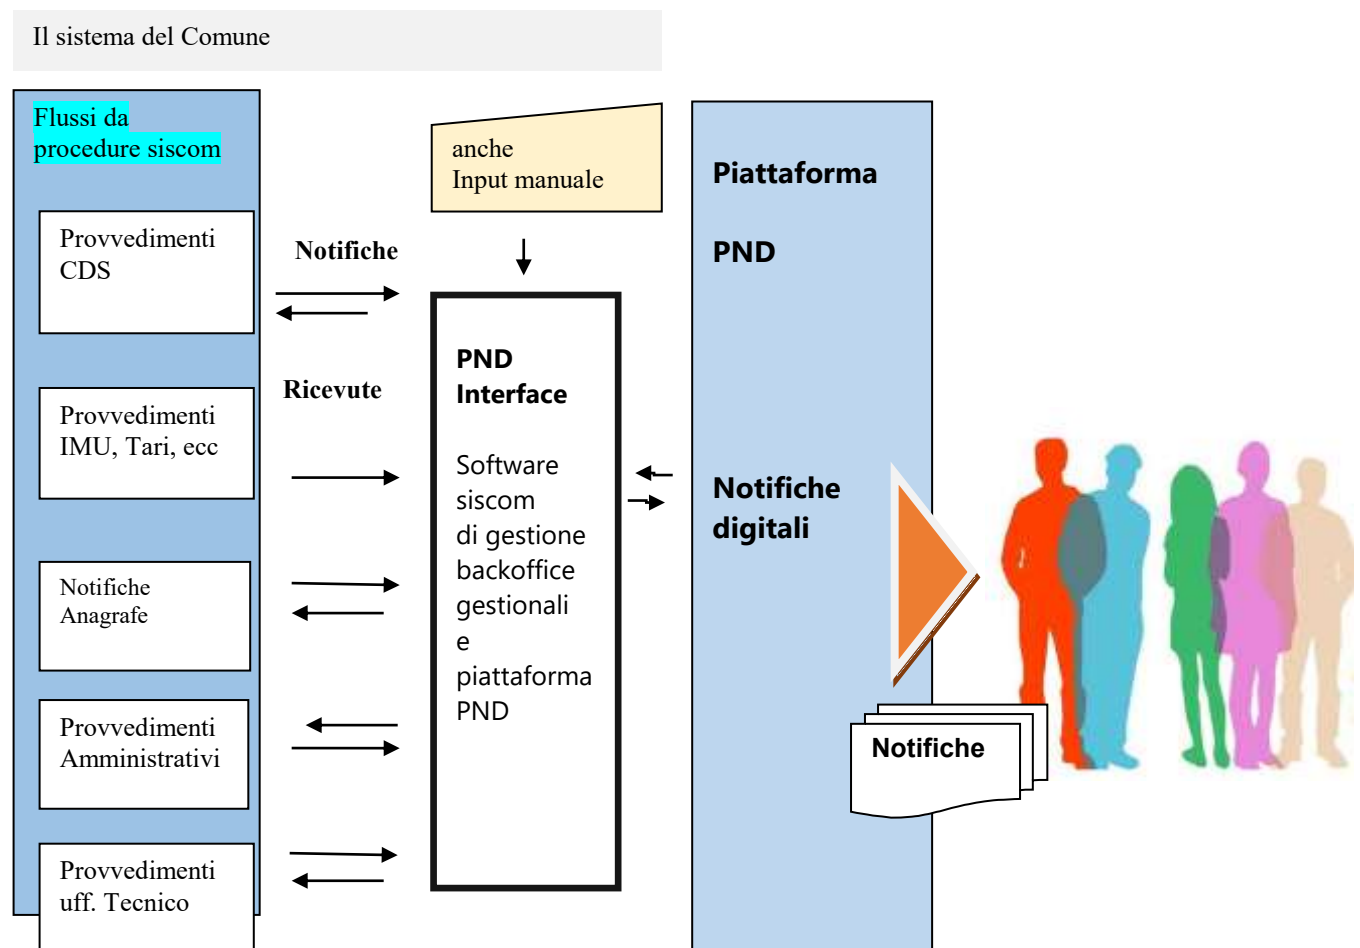 Il sistema del Comune
Flussi da
procedure siscom
Provvedimenti
CDS
Provvedimenti
IMU, Tari, ecc
Notifiche
Anagrafe
Provvedimenti
Amministrativi
Provvedimenti
uff. Tecnico
Notifiche
Ricevute
anche
Input manuale
PND
Interface
Software
siscom
di gestione
backoffice
gestionali
e
piattaforma
PND
Piattaforma
PND
Notifiche
digitali
Notifiche